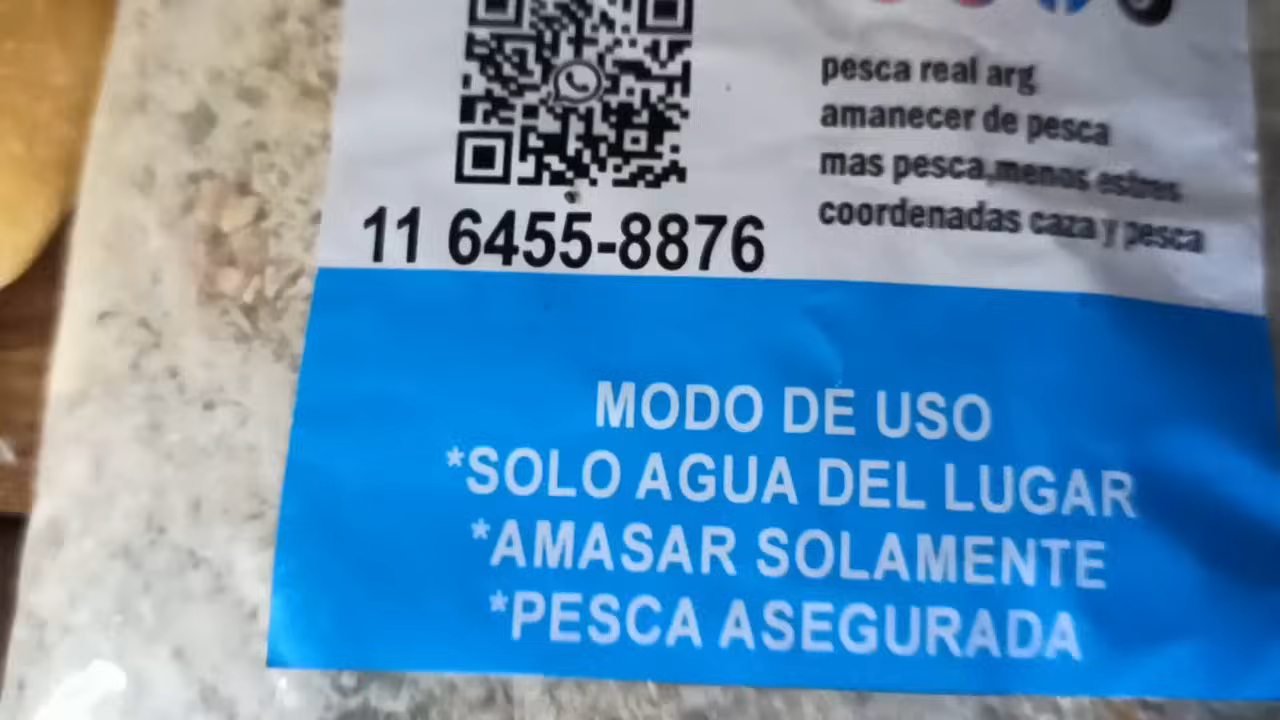 pesca real arg
amanecer de pesca
mas pesca.menos estres
coordenadas caza y pesca
11 6455-8876
MODO DE USO
*SOLO AGUA DEL LUGAR
*AMASAR SOLAMENTE
*PESCA ASEGURADA